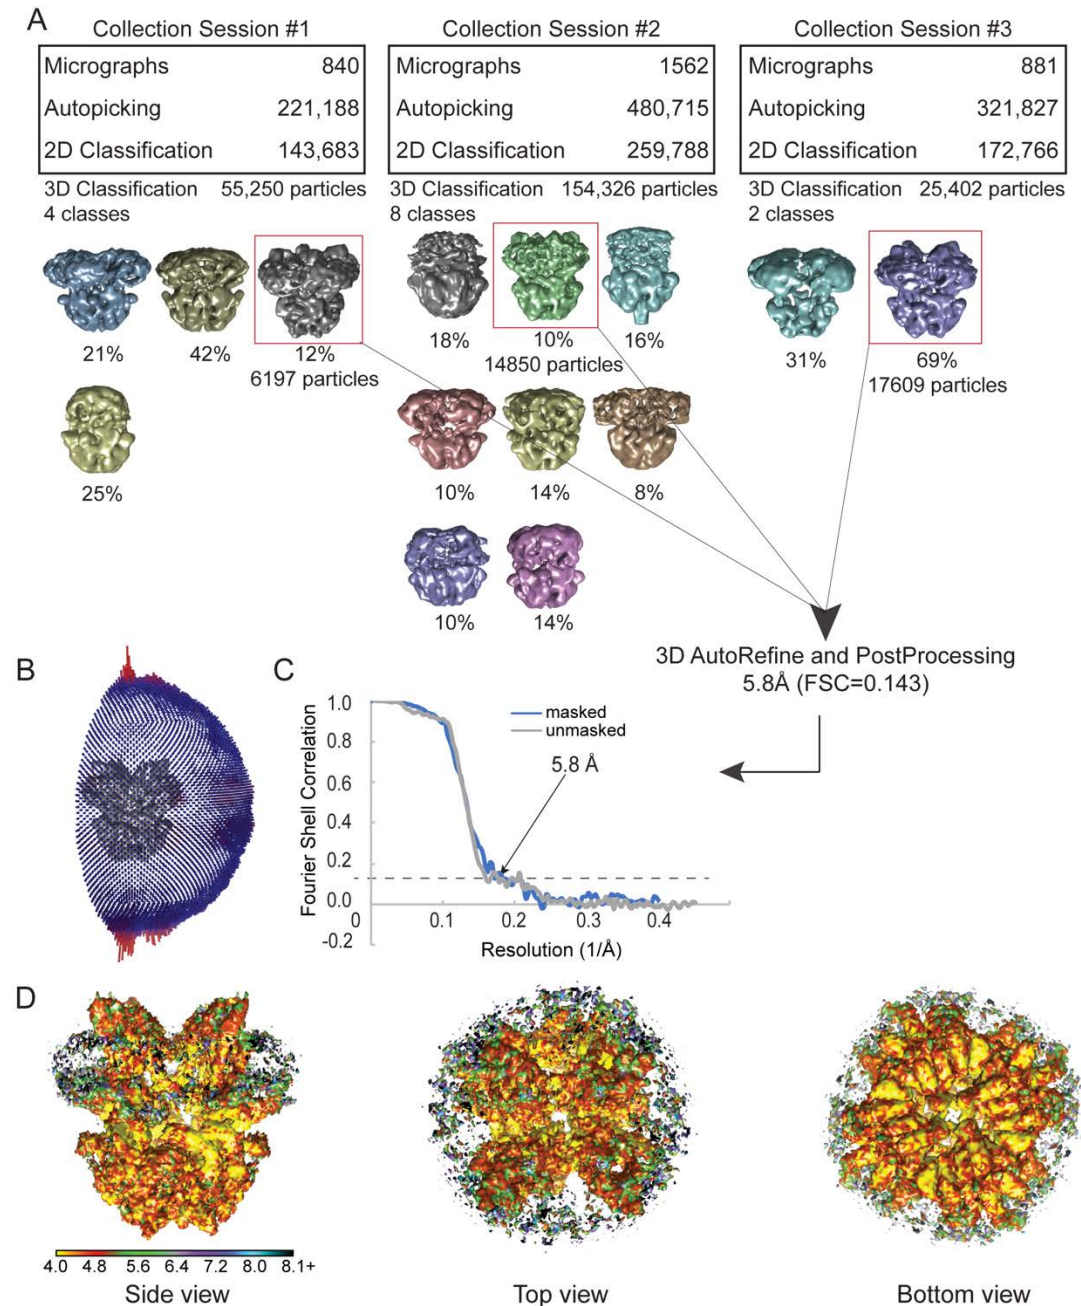 A
Collection Session #1
Micrographs 840
Autopicking 221,188
2D Classification 143,683
3D Classification 55,250 particles
4 classes
21% 42% 12%
6197 particles
25%
Collection Session #2
Micrographs 1562
Autopicking 480,715
2D Classification 259,788
3D Classification 154,326 particles
8 classes
18% 10% 16%
14850 particles
10% 14% 8%
10% 14%
Collection Session #3
Micrographs 881
Autopicking 321,827
2D Classification 172,766
3D Classification 25,402 particles
2 classes
31% 69%
17609 particles
3D AutoRefine and PostProcessing
5.8Å (FSC=0.143)
B
C
Fourier Shell Correlation
1.0
0.8
0.6
0.4
0.2
0.0
-0.2
masked
unmasked
5.8 Å
0 0.1 0.2 0.3 0.4
Resolution (1/Å)
D
4.0 4.8 5.6 6.4 7.2 8.0 8.1+
Side view
Top view
Bottom view